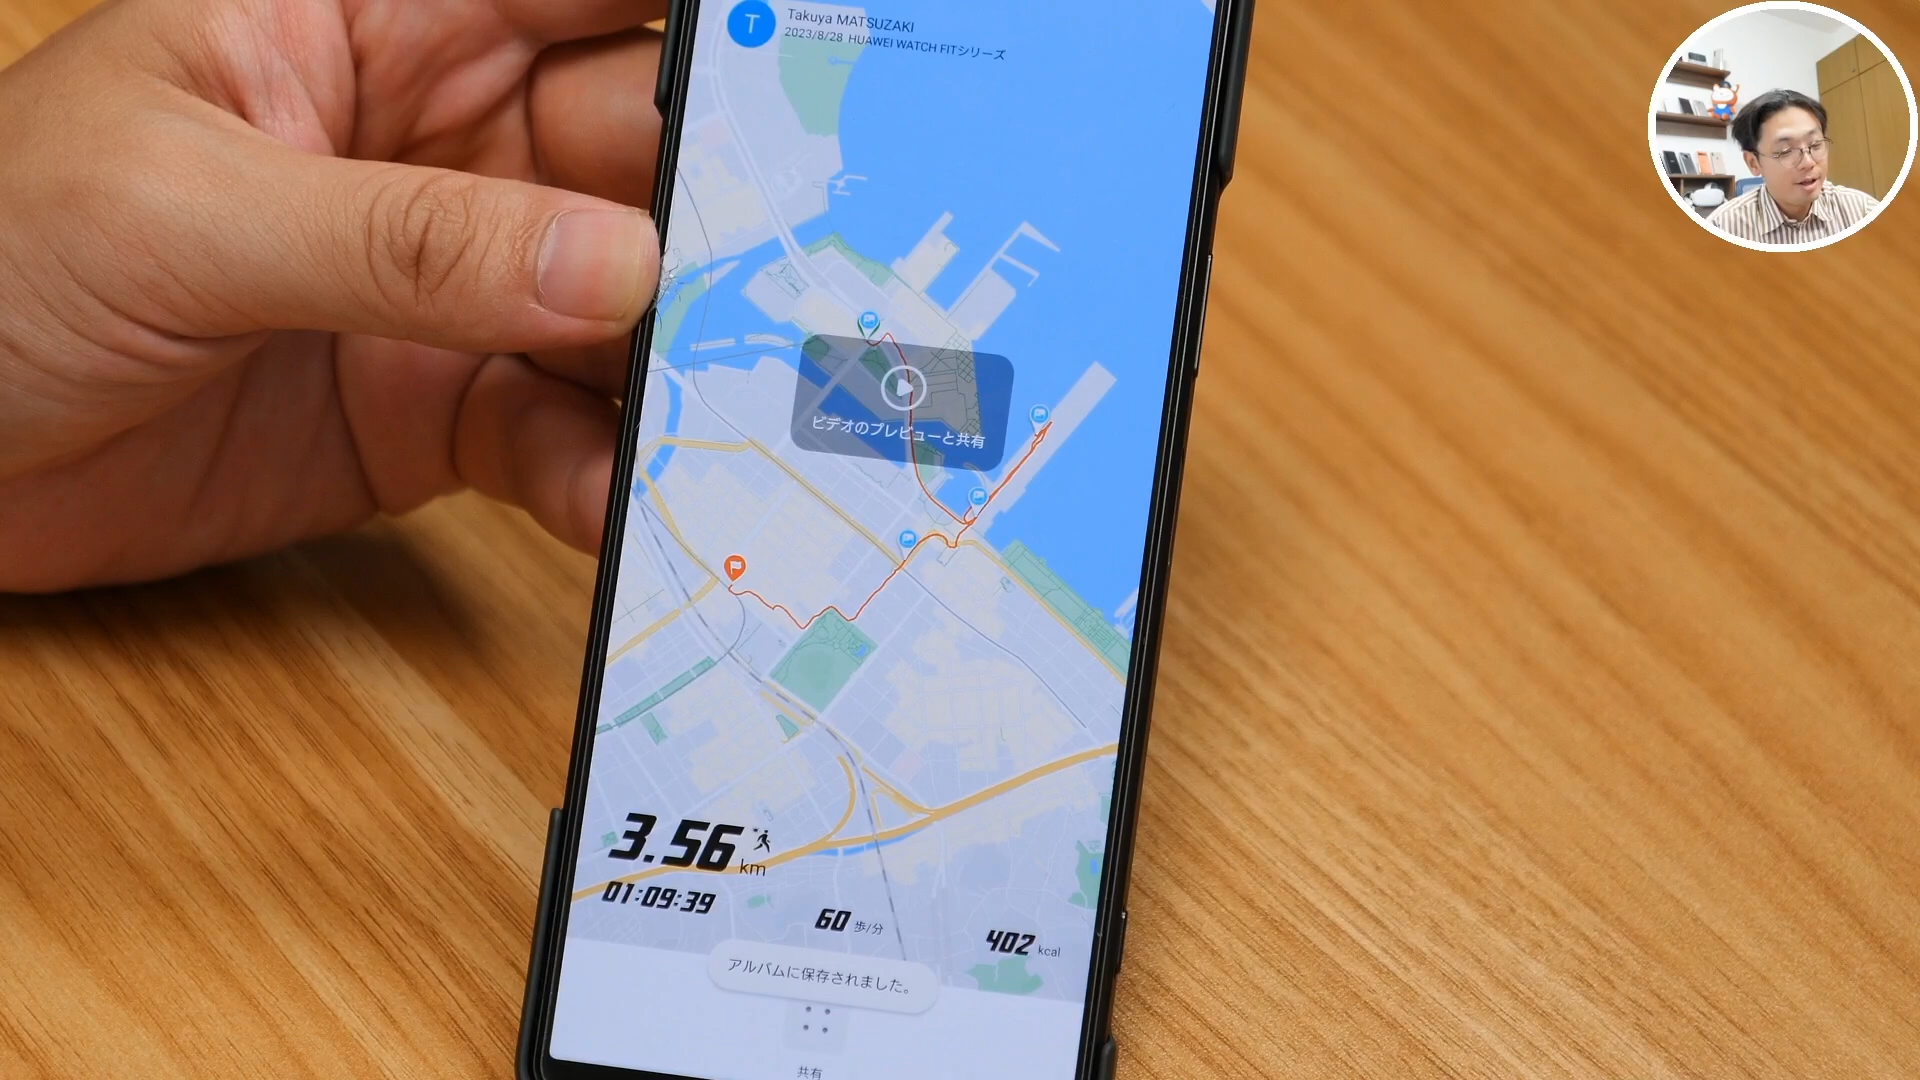 T
Takuya MATSUZAKI
2023/8/28 HUAWEI WATCH FITシリーズ
ビデオのプレビューと共有
3.56 km
01:09:39
60 歩/分
402 kcal
アルバムに保存されました。
共有